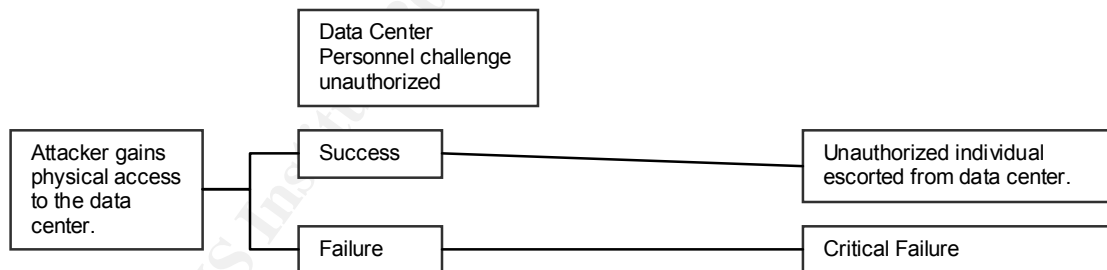 Data Center
Personnel challenge
unauthorized
Attacker gains
physical access
to the data
center.
Success
Unauthorized individual
escorted from data center.
Failure
Critical Failure